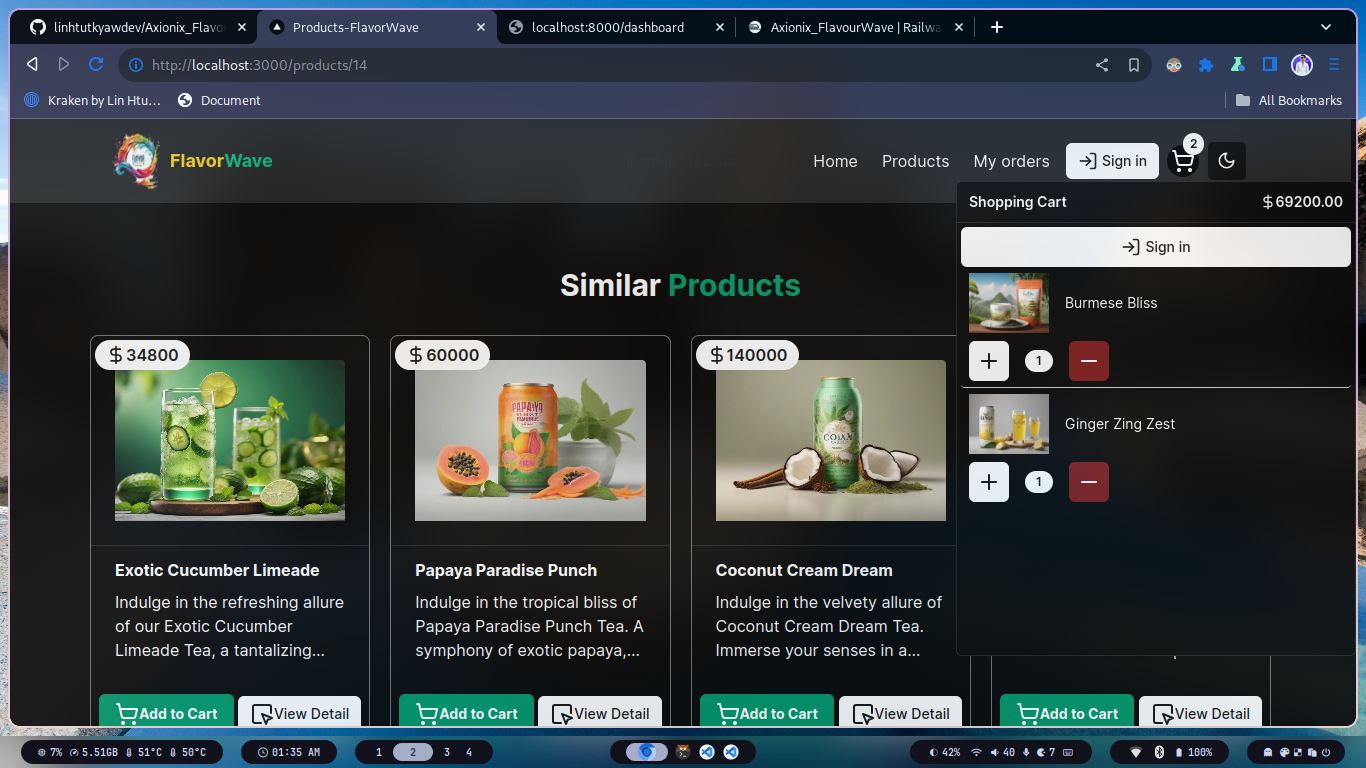 linhtutkyawdev/Axionix_Flavo
Products-FlavorWave
localhost:8000/dashboard
Axionix_FlavourWave | Railwa
http://localhost:3000/products/14
Kraken by Lin Htu…
Document
All Bookmarks
FlavorWave
Home
Products
My orders
Sign in
2
Shopping Cart
$69200.00
Sign in
Burmese Bliss
1
Ginger Zing Zest
1
Similar Products
$34800
$60000
$140000
PAPAYA
Exotic Cucumber Limeade
Papaya Paradise Punch
Coconut Cream Dream
Indulge in the refreshing allure
of our Exotic Cucumber
Limeade Tea, a tantalizing...
Indulge in the tropical bliss of
Papaya Paradise Punch Tea. A
symphony of exotic papaya,...
Indulge in the velvety allure of
Coconut Cream Dream Tea.
Immerse your senses in a...
Add to Cart
View Detail
Add to Cart
View Detail
Add to Cart
View Detail
Add to Cart
View Detail
7% 5.51GB 51°C 50°C
01:35 AM
1 2 3 4
42% 40 7
100%